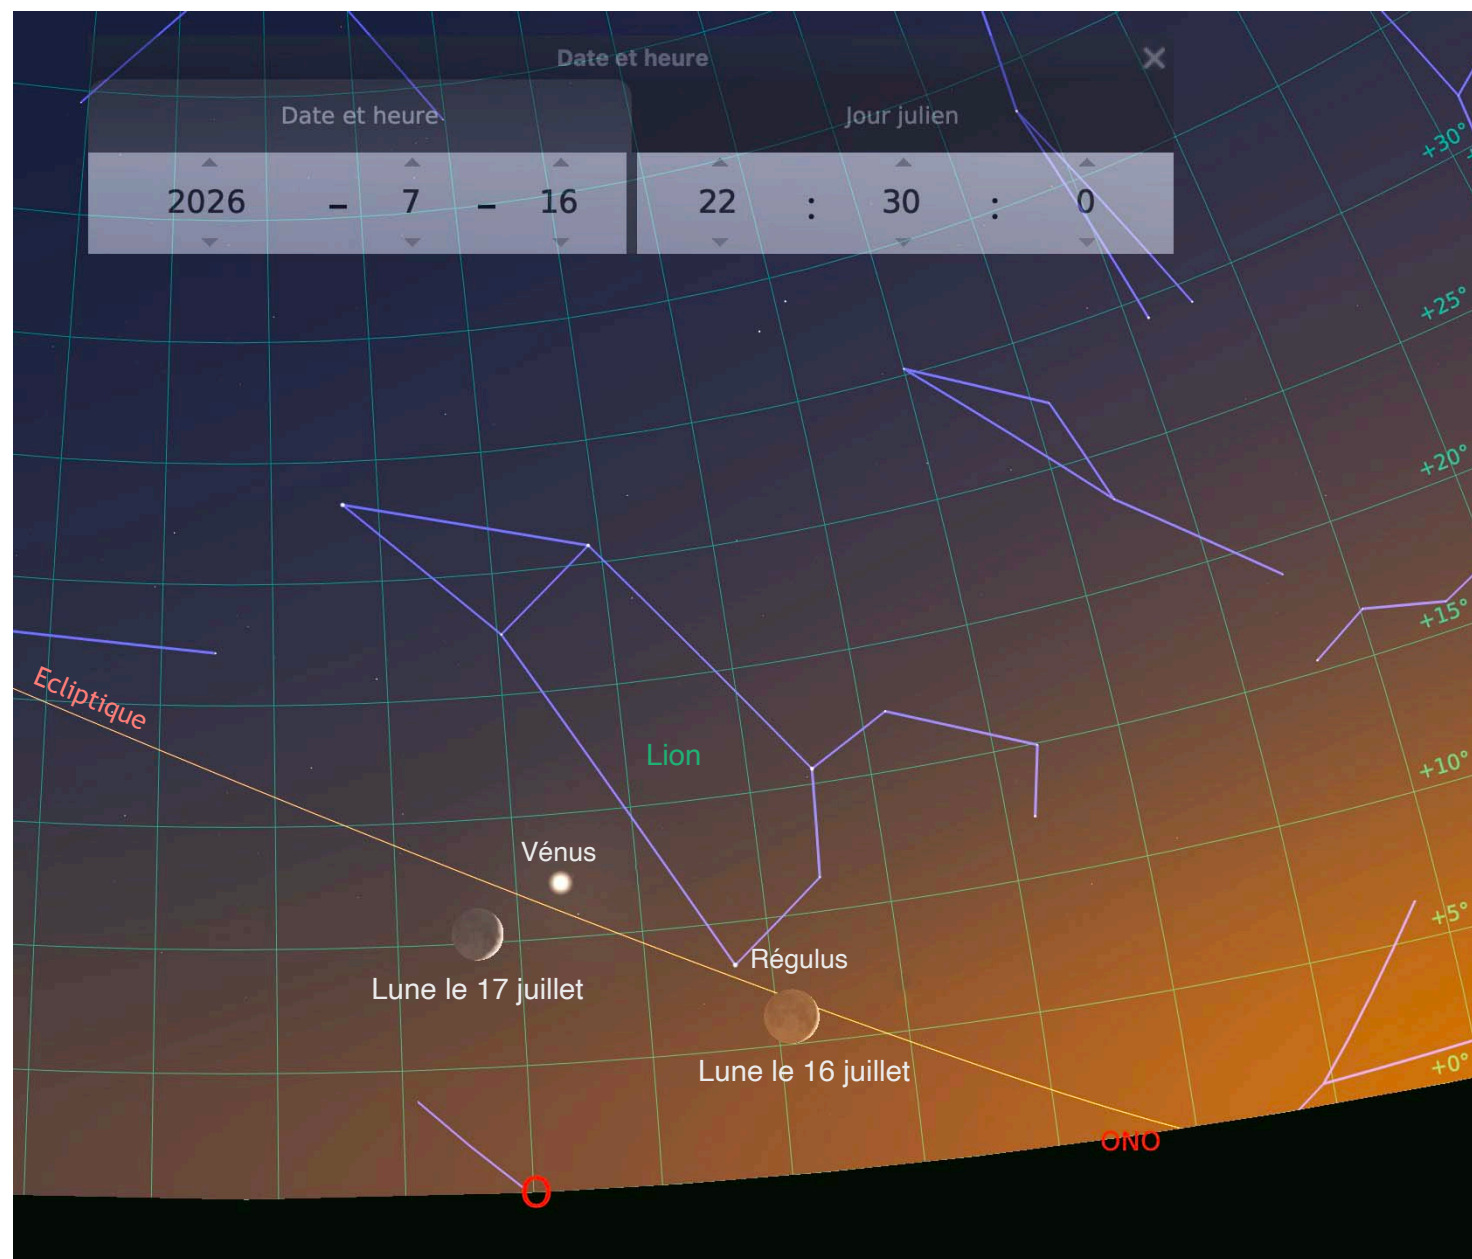 Date et heure
Date et heure
Jour julien
2026 – 7 – 16
22 : 30 : 0
+30°
+25°
+20°
+15°
+10°
+5°
+0°
Ecliptique
Lion
Vénus
Régulus
Lune le 17 juillet
Lune le 16 juillet
ONO
O